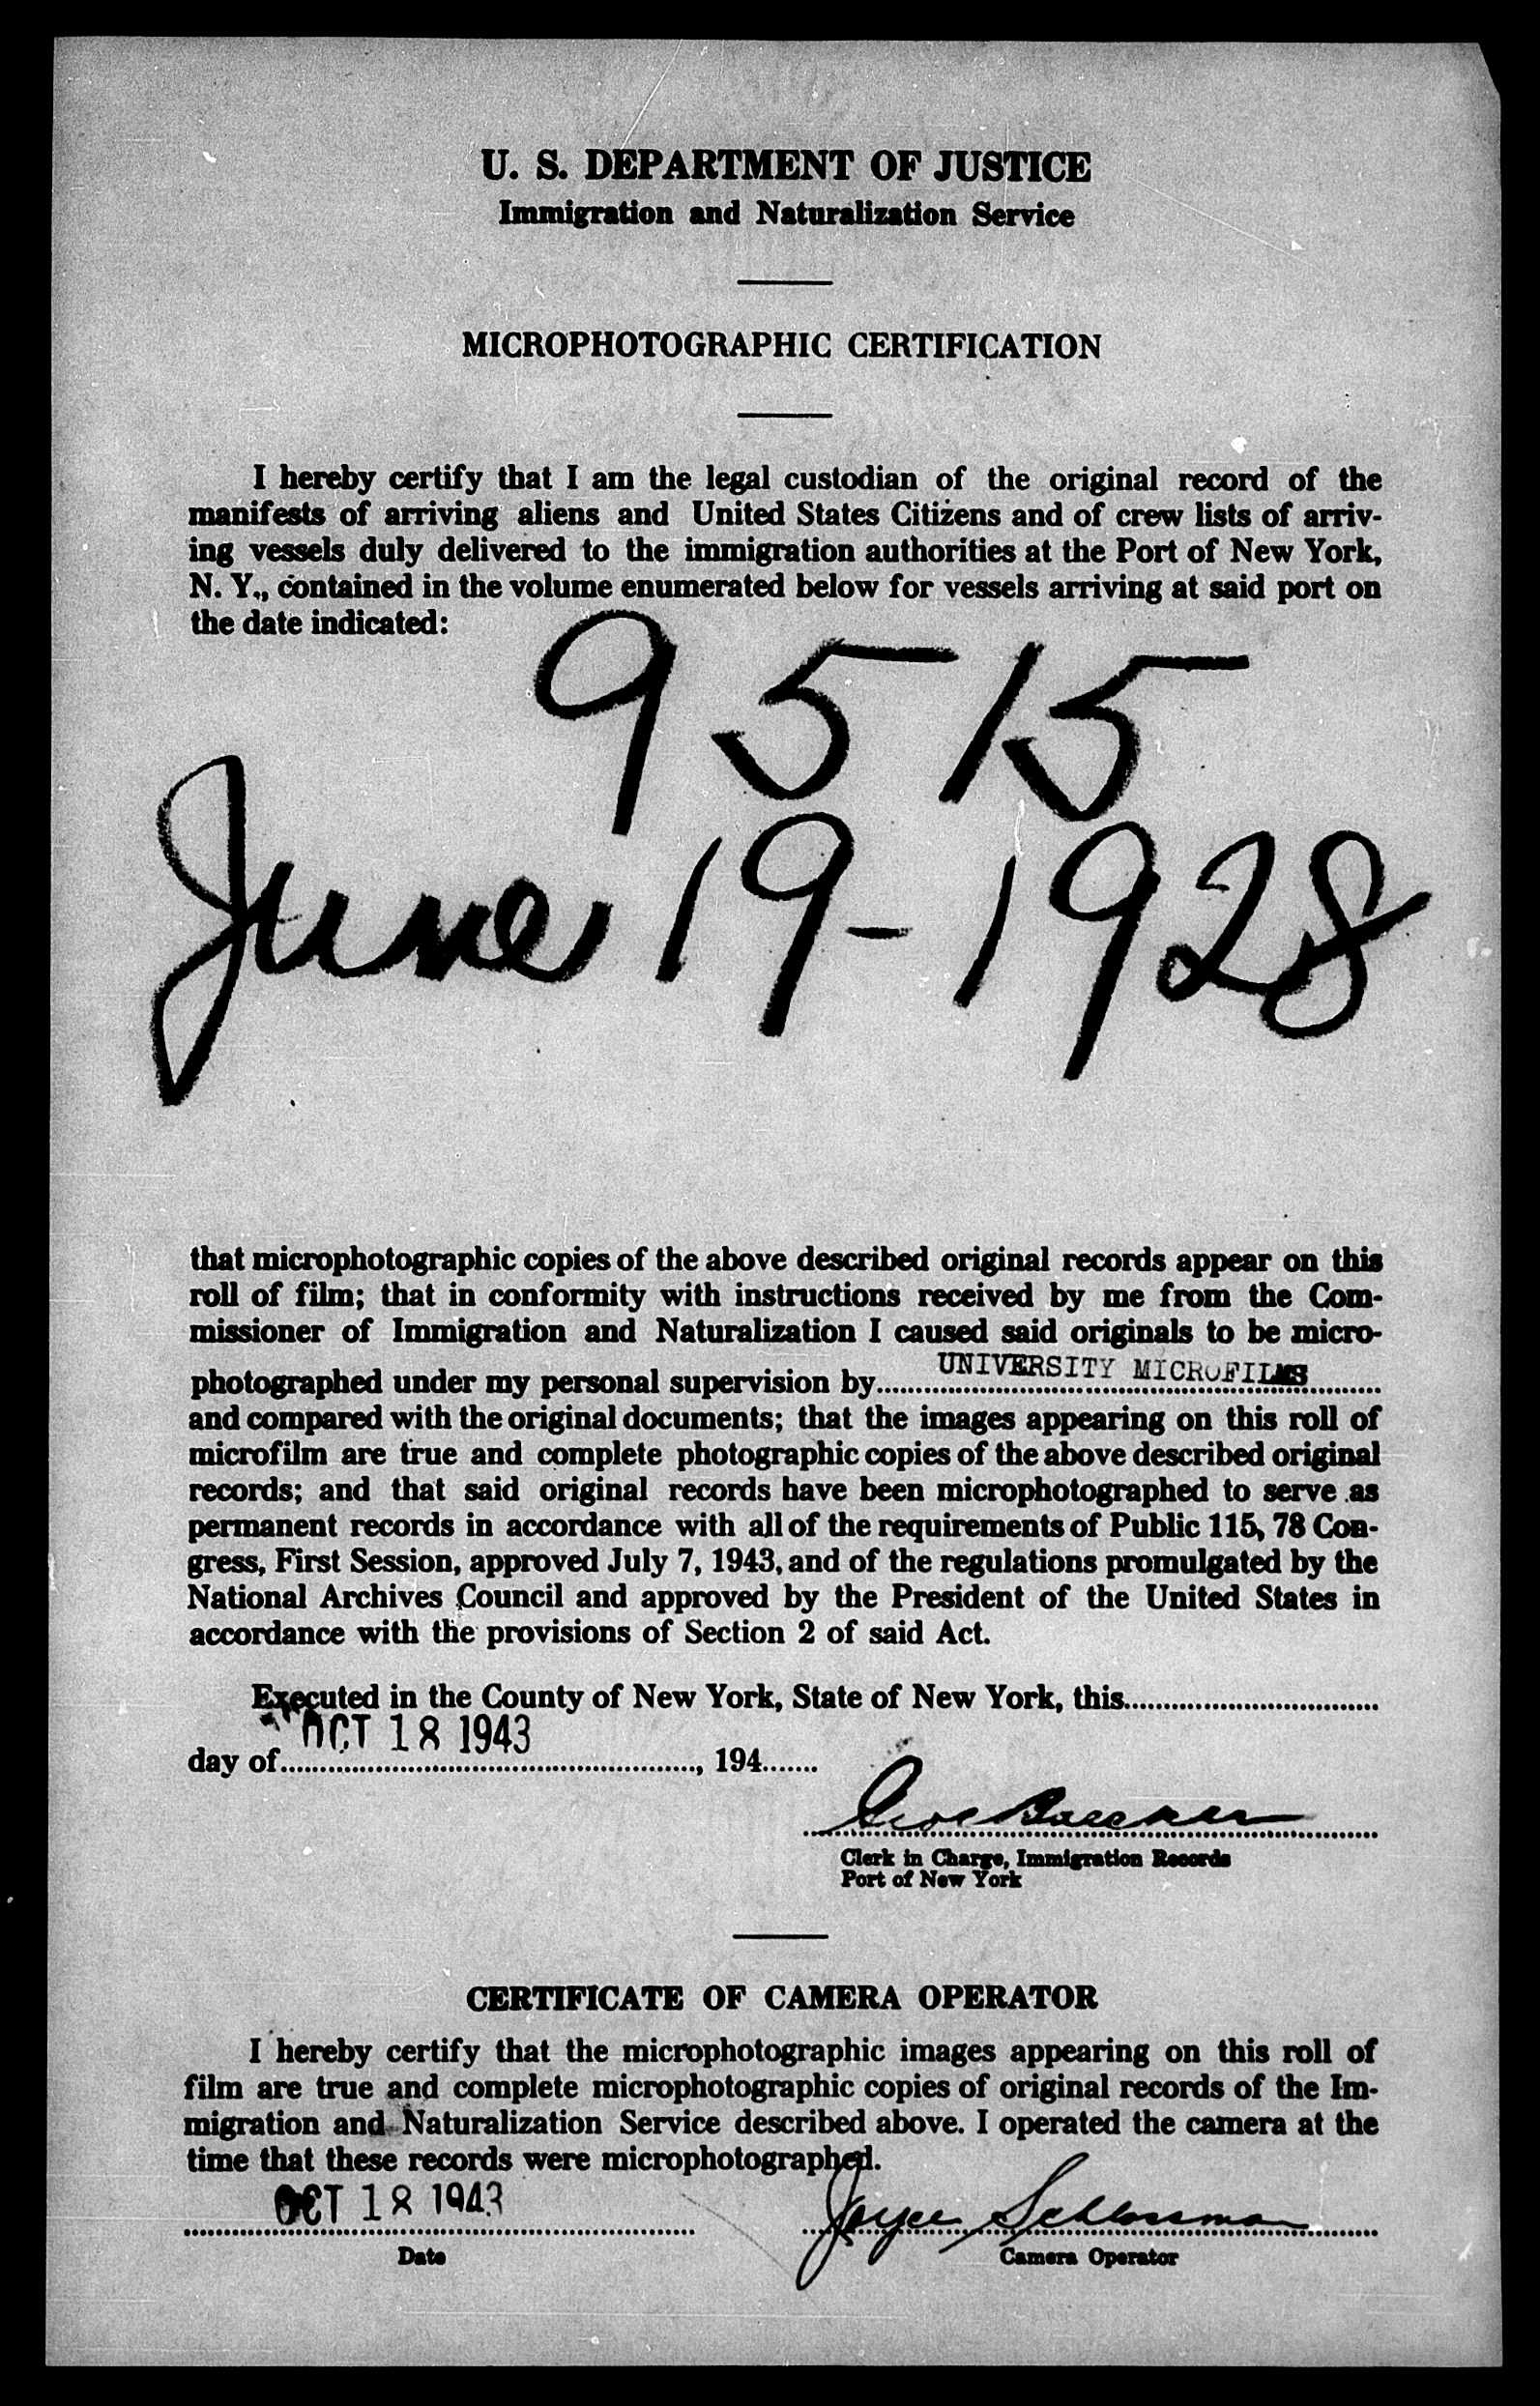 U. S. DEPARTMENT OF JUSTICE
Immigration and Naturalization Service
MICROPHOTOGRAPHIC CERTIFICATION
I hereby certify that I am the legal custodian of the original record of the
manifests of arriving aliens and United States Citizens and of crew lists of arriv-
ing vessels duly delivered to the immigration authorities at the Port of New York,
N. Y., contained in the volume enumerated below for vessels arriving at said port on
the date indicated:
9515
June 19-1928
that microphotographic copies of the above described original records appear on this
roll of film; that in conformity with instructions received by me from the Com-
missioner of Immigration and Naturalization I caused said originals to be micro-
UNIVERSITY MICROFILMS
photographed under my personal supervision by
and compared with the original documents; that the images appearing on this roll of
microfilm are true and complete photographic copies of the above described original
records; and that said original records have been microphotographed to serve as
permanent records in accordance with all of the requirements of Public 115, 78 Con-
gress, First Session, approved July 7, 1943, and of the regulations promulgated by the
National Archives Council and approved by the President of the United States in
accordance with the provisions of Section 2 of said Act.
Executed in the County of New York, State of New York, this
OCT 18 1943
day of , 194
Clerk in Charge, Immigration Records
Port of New York
CERTIFICATE OF CAMERA OPERATOR
I hereby certify that the microphotographic images appearing on this roll of
film are true and complete microphotographic copies of original records of the Im-
migration and Naturalization Service described above. I operated the camera at the
time that these records were microphotographed.
OCT 18 1943 Joyce Schlossman
Date Camera Operator